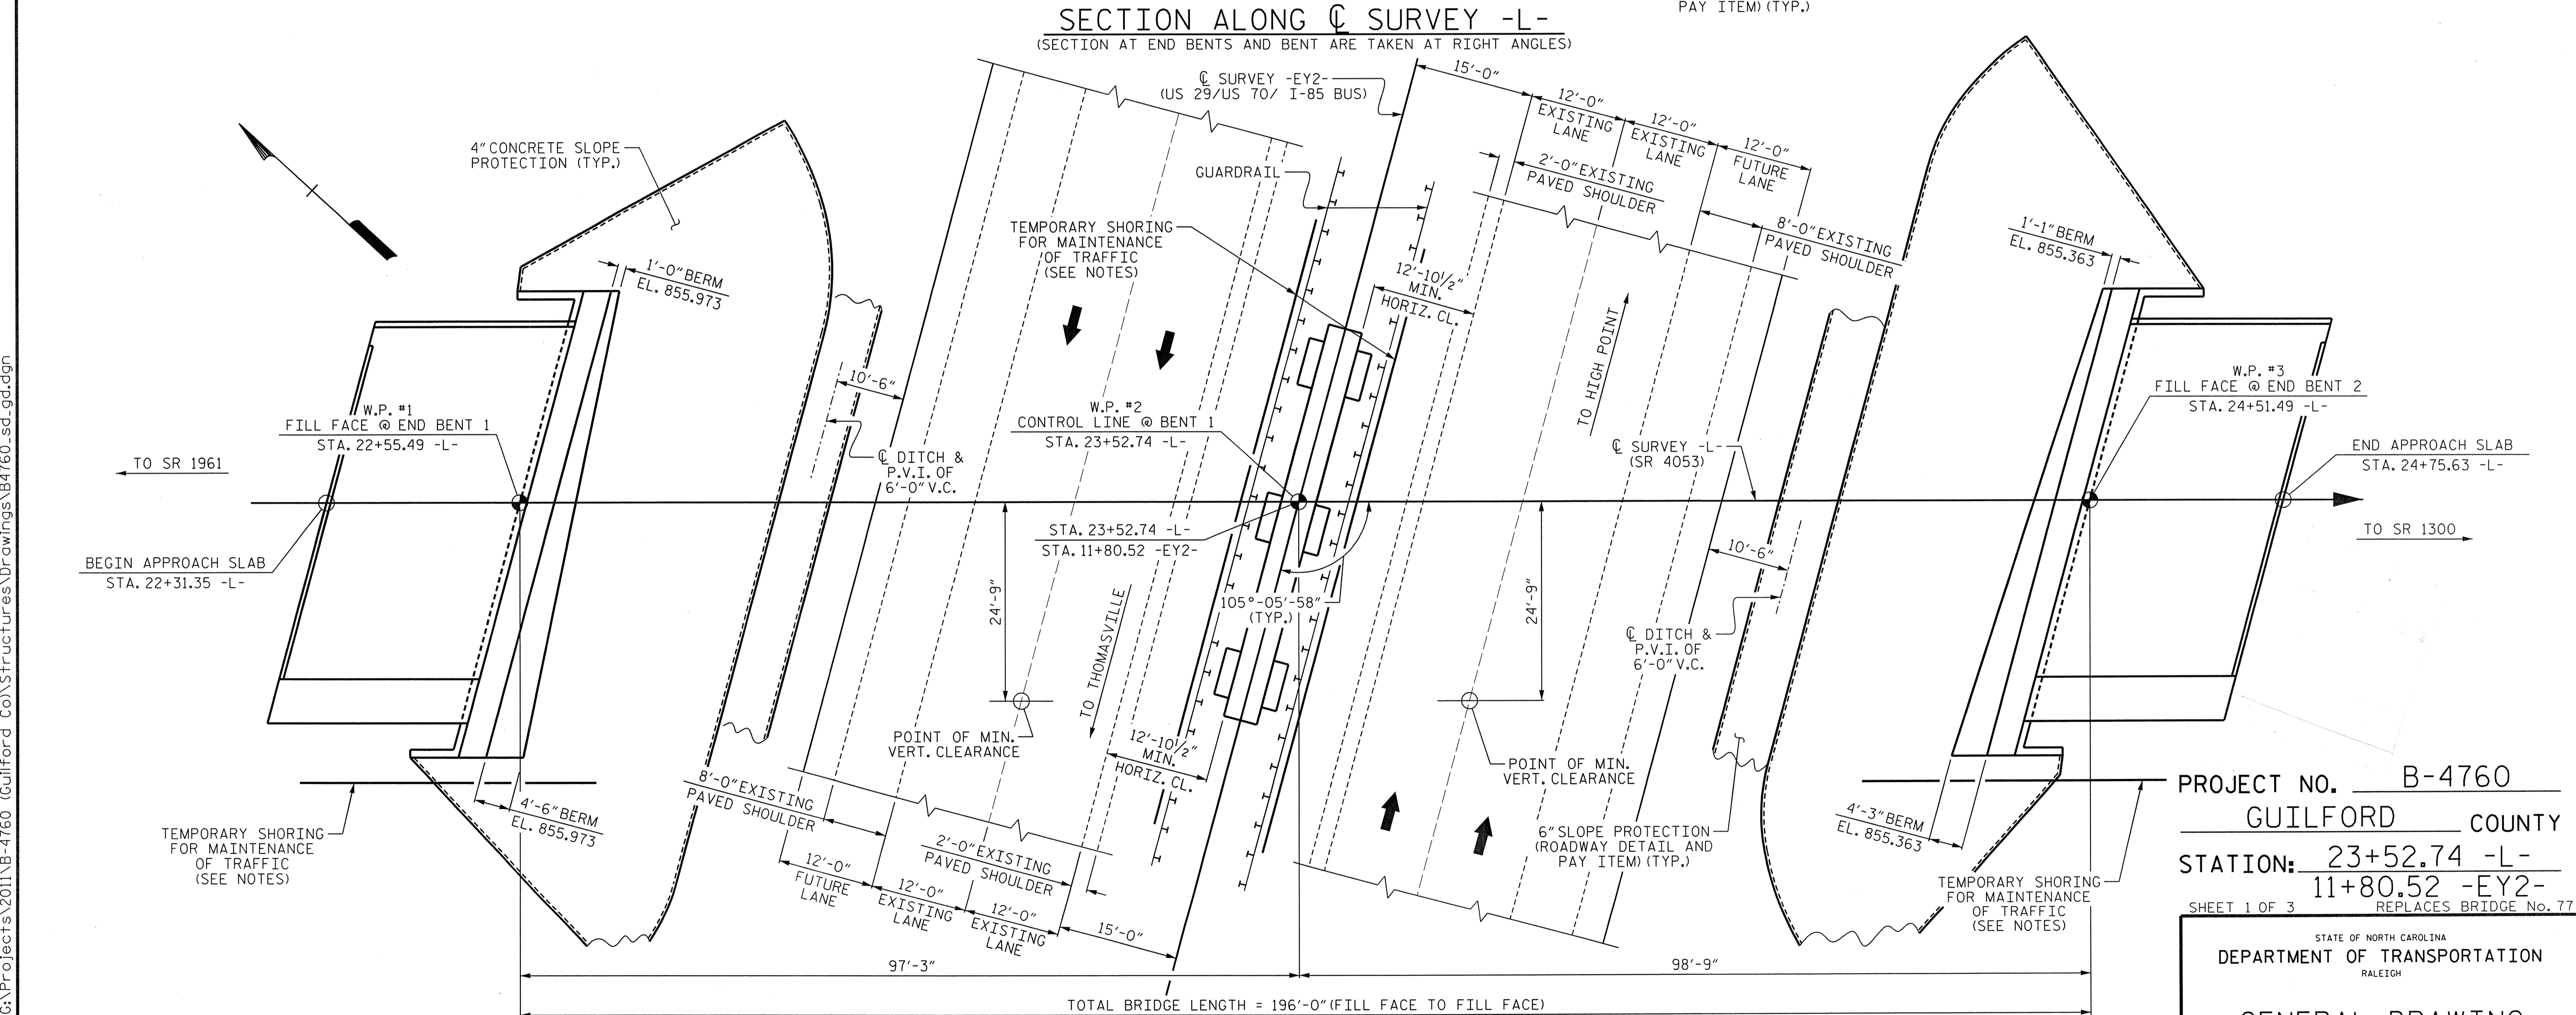 SECTION ALONG ℄ SURVEY -L-
(SECTION AT END BENTS AND BENT ARE TAKEN AT RIGHT ANGLES)
PAY ITEM) (TYP.)
℄ SURVEY -EY2-
(US 29/US 70/ I-85 BUS)
15'-0"
12'-0"
EXISTING
LANE
12'-0"
EXISTING
LANE
12'-0"
FUTURE
LANE
2'-0" EXISTING
PAVED SHOULDER
8'-0" EXISTING
PAVED SHOULDER
4" CONCRETE SLOPE
PROTECTION (TYP.)
GUARDRAIL
TEMPORARY SHORING
FOR MAINTENANCE
OF TRAFFIC
(SEE NOTES)
1'-0" BERM
EL. 855.973
12'-10 1/2"
MIN.
HORIZ. CL.
1'-1" BERM
EL. 855.363
TO HIGH POINT
10'-6"
W.P. #1
FILL FACE @ END BENT 1
STA. 22+55.49 -L-
W.P. #2
CONTROL LINE @ BENT 1
STA. 23+52.74 -L-
W.P. #3
FILL FACE @ END BENT 2
STA. 24+51.49 -L-
TO SR 1961
℄ DITCH &
P.V.I. OF
6'-0" V.C.
℄ SURVEY -L-
(SR 4053)
END APPROACH SLAB
STA. 24+75.63 -L-
TO SR 1300
BEGIN APPROACH SLAB
STA. 22+31.35 -L-
STA. 23+52.74 -L-
STA. 11+80.52 -EY2-
24'-9"
105°-05'-58"
(TYP.)
24'-9"
10'-6"
℄ DITCH &
P.V.I. OF
6'-0" V.C.
TO THOMASVILLE
POINT OF MIN.
VERT. CLEARANCE
12'-10 1/2"
MIN.
HORIZ. CL.
POINT OF MIN.
VERT. CLEARANCE
8'-0" EXISTING
PAVED SHOULDER
4'-6" BERM
EL. 855.973
TEMPORARY SHORING
FOR MAINTENANCE
OF TRAFFIC
(SEE NOTES)
2'-0" EXISTING
PAVED SHOULDER
12'-0"
FUTURE
LANE
12'-0"
EXISTING
LANE
12'-0"
EXISTING
LANE
15'-0"
6" SLOPE PROTECTION
(ROADWAY DETAIL AND
PAY ITEM) (TYP.)
4'-3" BERM
EL. 855.363
TEMPORARY SHORING
FOR MAINTENANCE
OF TRAFFIC
(SEE NOTES)
97'-3"
98'-9"
TOTAL BRIDGE LENGTH = 196'-0" (FILL FACE TO FILL FACE)
PROJECT NO. B-4760
GUILFORD COUNTY
STATION: 23+52.74 -L-
11+80.52 -EY2-
SHEET 1 OF 3 REPLACES BRIDGE No. 77
STATE OF NORTH CAROLINA
DEPARTMENT OF TRANSPORTATION
RALEIGH
GENERAL DRAWING
G:\Projects\2011\B-4760 (Guilford Co)\Structures\Drawings\B4760_sd_gd.dgn